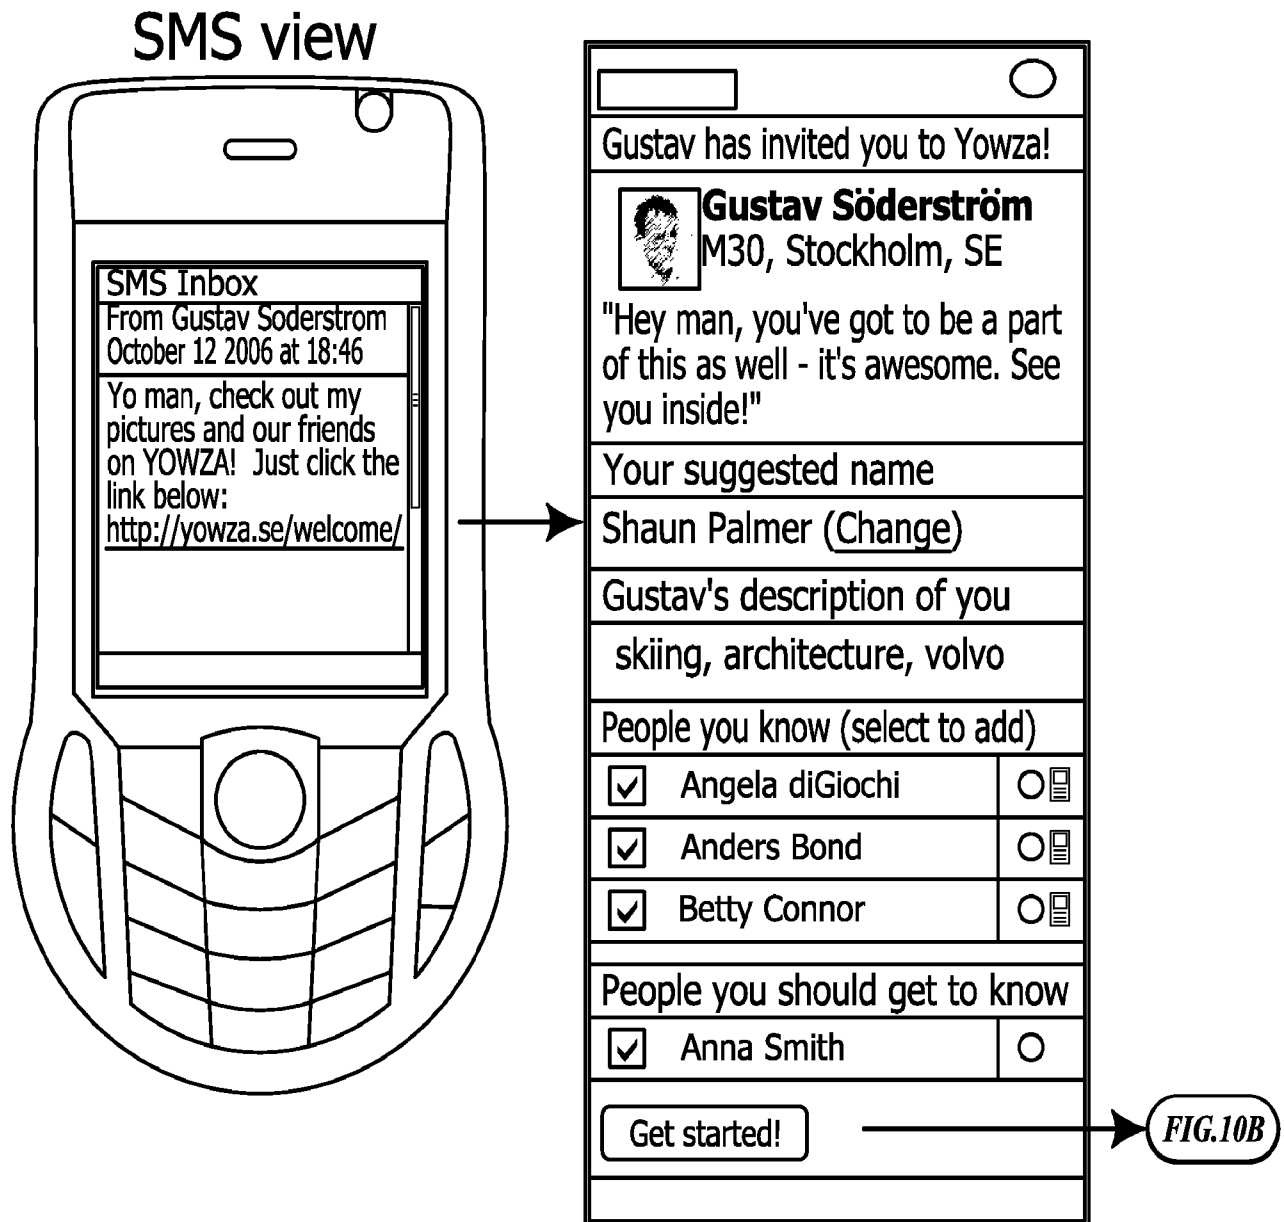 SMS view
SMS Inbox
From Gustav Soderstrom
October 12 2006 at 18:46
Yo man, check out my
pictures and our friends
on YOWZA! Just click the
link below:
http://yowza.se/welcome/
Gustav has invited you to Yowza!
Gustav Söderström
M30, Stockholm, SE
"Hey man, you've got to be a part
of this as well - it's awesome. See
you inside!"
Your suggested name
Shaun Palmer (Change)
Gustav's description of you
skiing, architecture, volvo
People you know (select to add)
Angela diGiochi
Anders Bond
Betty Connor
People you should get to know
Anna Smith
Get started!
FIG.10B